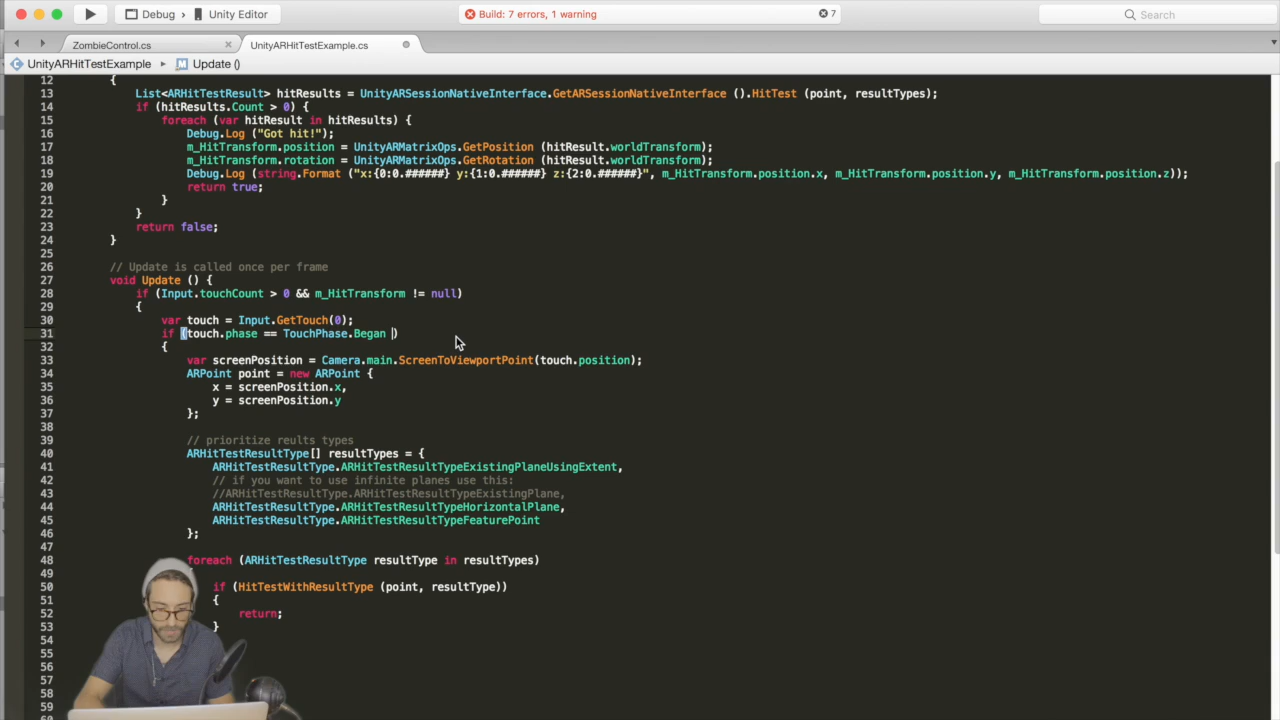 Debug > Unity Editor
Build: 7 errors, 1 warning
7
Search
ZombieControl.cs
UnityARHitTestExample.cs
UnityARHitTestExample
Update ()
12 {
13 List<ARHitTestResult> hitResults = UnityARSessionNativeInterface.GetARSessionNativeInterface ().HitTest (point, resultTypes);
14 if (hitResults.Count > 0) {
15 foreach (var hitResult in hitResults) {
16 Debug.Log ("Got hit!");
17 m_HitTransform.position = UnityARMatrixOps.GetPosition (hitResult.worldTransform);
18 m_HitTransform.rotation = UnityARMatrixOps.GetRotation (hitResult.worldTransform);
19 Debug.Log (string.Format ("x:{0:0.######} y:{1:0.######} z:{2:0.######}", m_HitTransform.position.x, m_HitTransform.position.y, m_HitTransform.position.z));
20 return true;
21 }
22 }
23 return false;
24 }
25
26 // Update is called once per frame
27 void Update () {
28 if (Input.touchCount > 0 && m_HitTransform != null)
29 {
30 var touch = Input.GetTouch(0);
31 if (touch.phase == TouchPhase.Began )
32 {
33 var screenPosition = Camera.main.ScreenToViewportPoint(touch.position);
34 ARPoint point = new ARPoint {
35 x = screenPosition.x,
36 y = screenPosition.y
37 };
38
39 // prioritize reults types
40 ARHitTestResultType[] resultTypes = {
41 ARHitTestResultType.ARHitTestResultTypeExistingPlaneUsingExtent,
42 // if you want to use infinite planes use this:
43 //ARHitTestResultType.ARHitTestResultTypeExistingPlane,
44 ARHitTestResultType.ARHitTestResultTypeHorizontalPlane,
45 ARHitTestResultType.ARHitTestResultTypeFeaturePoint
46 };
47
48 foreach (ARHitTestResultType resultType in resultTypes)
49
50 if (HitTestWithResultType (point, resultType))
51 {
52 return;
53 }
54
55
56
57
58
59